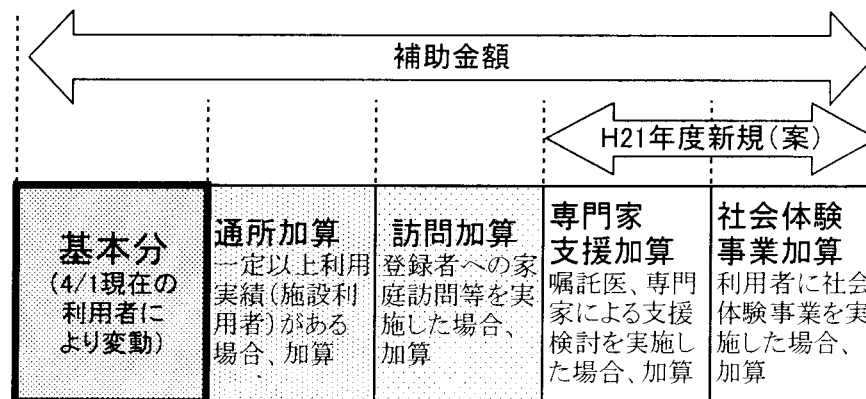 補助金額
H21年度新規(案)
基本分
(4/1現在の
利用者に
より変動)
通所加算
一定以上利用
実績(施設利
用者)がある
場合、加算
訪問加算
登録者への家
庭訪問等を実
施した場合、
加算
専門家
支援加算
嘱託医、専門
家による支援
検討を実施し
た場合、加算
社会体験
事業加算
利用者に社会
体験事業を実
施した場合、
加算